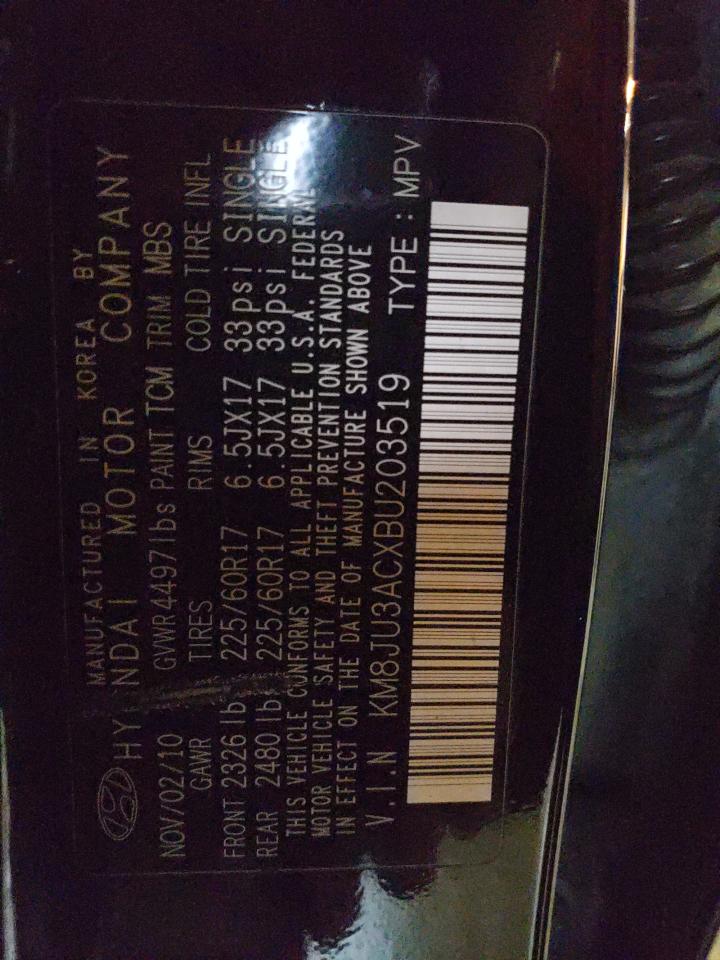 MANUFACTURED IN KOREA BY
HYUNDAI MOTOR COMPANY
NOV/02/10 GVWR 4497 lbs PAINT TCM TRIM MBS
GAWR TIRES RIMS COLD TIRE INFL
FRONT 2326 lb 225/60R17 6.5JX17 33psi SINGLE
REAR 2480 lb 225/60R17 6.5JX17 33psi SINGLE
THIS VEHICLE CONFORMS TO ALL APPLICABLE U.S.A. FEDERAL
MOTOR VEHICLE SAFETY AND THEFT PREVENTION STANDARDS
IN EFFECT ON THE DATE OF MANUFACTURE SHOWN ABOVE
V.I.N KM8JU3ACXBU203519 TYPE : MPV